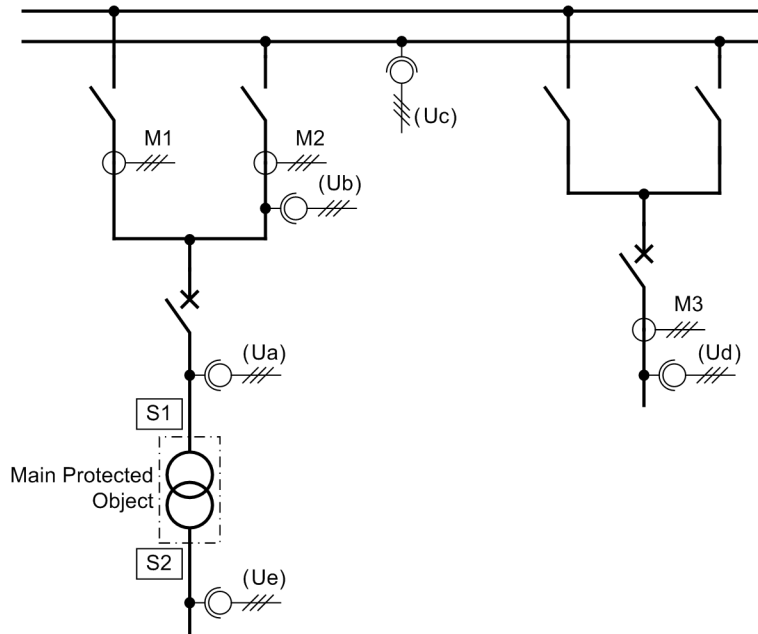 (Uc)
M1
M2
(Ub)
M3
(Ua)
(Ud)
S1
Main Protected
Object
S2
(Ue)